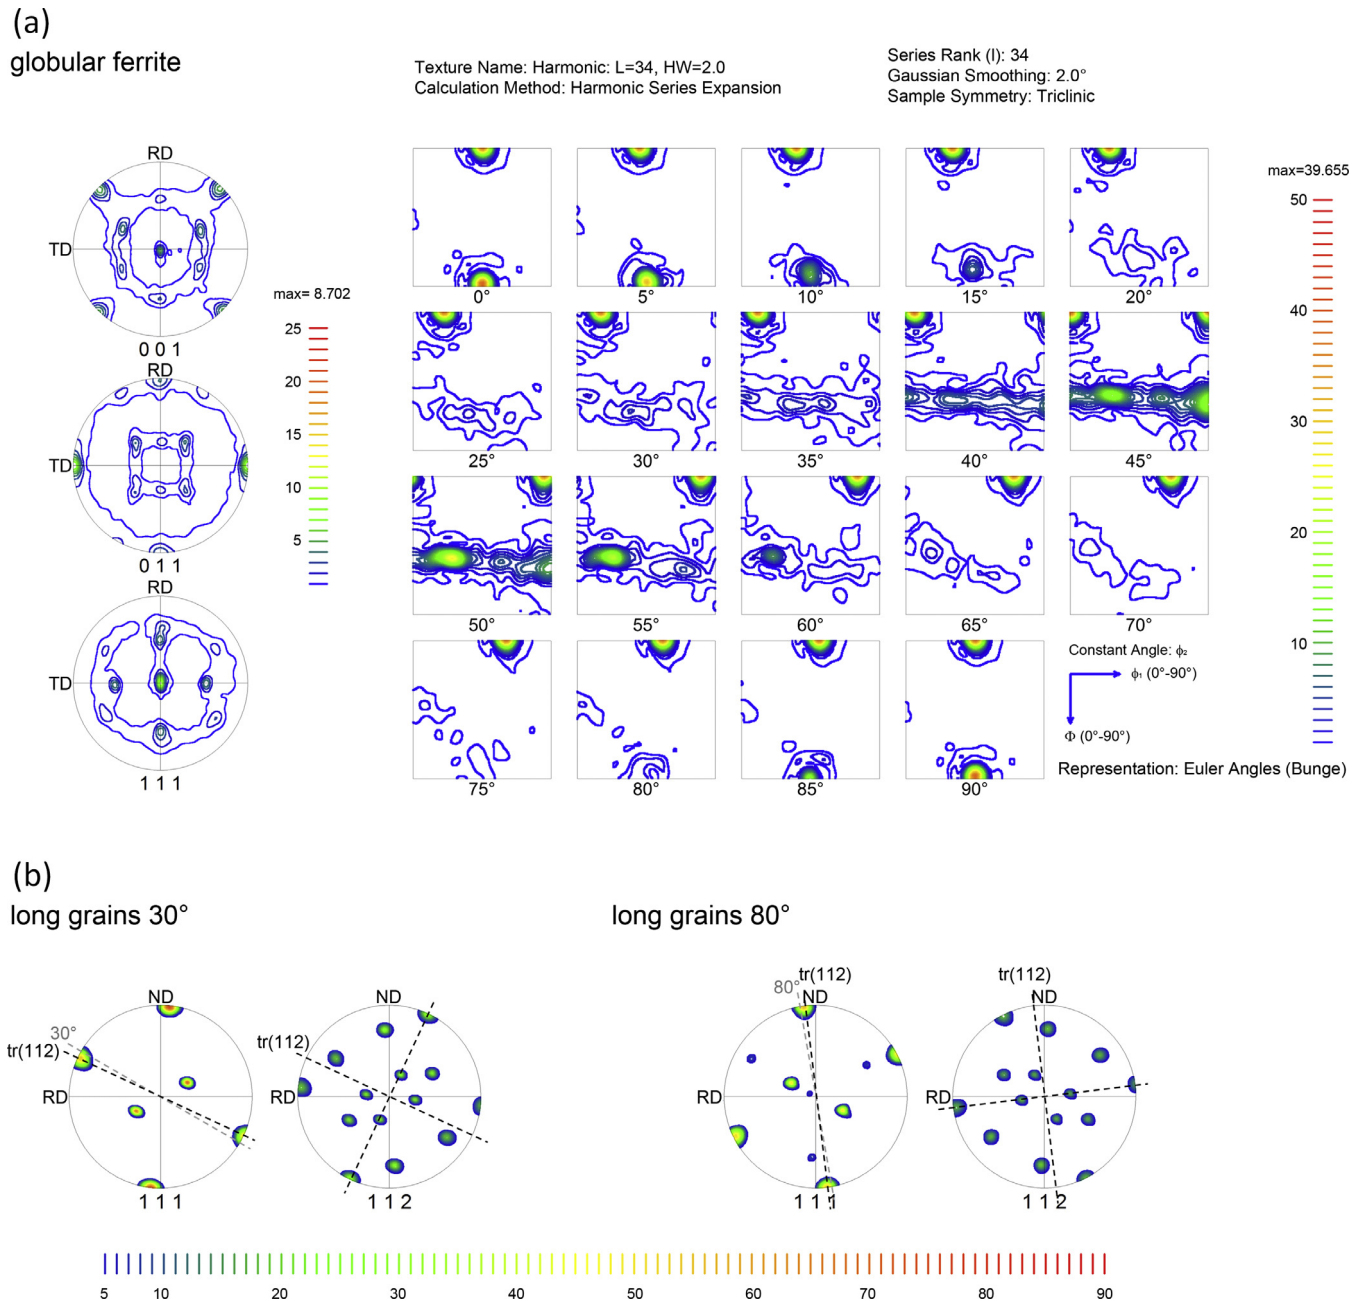 (a)
globular ferrite
Texture Name: Harmonic: L=34, HW=2.0
Calculation Method: Harmonic Series Expansion
Series Rank (l): 34
Gaussian Smoothing: 2.0°
Sample Symmetry: Triclinic
RD
TD
0 0 1
RD
TD
0 1 1
RD
TD
1 1 1
max= 8.702
25
20
15
10
5
0°
5°
10°
15°
20°
25°
30°
35°
40°
45°
50°
55°
60°
65°
70°
75°
80°
85°
90°
Constant Angle: ϕ₂
ϕ₁ (0°-90°)
Φ (0°-90°)
Representation: Euler Angles (Bunge)
max=39.655
50
40
30
20
10
(b)
long grains 30°
long grains 80°
ND
30°
tr(112)
RD
1 1 1
ND
tr(112)
RD
1 1 2
tr(112)
80°
ND
RD
1 1 1
tr(112)
ND
RD
1 1 2
5
10
20
30
40
50
60
70
80
90